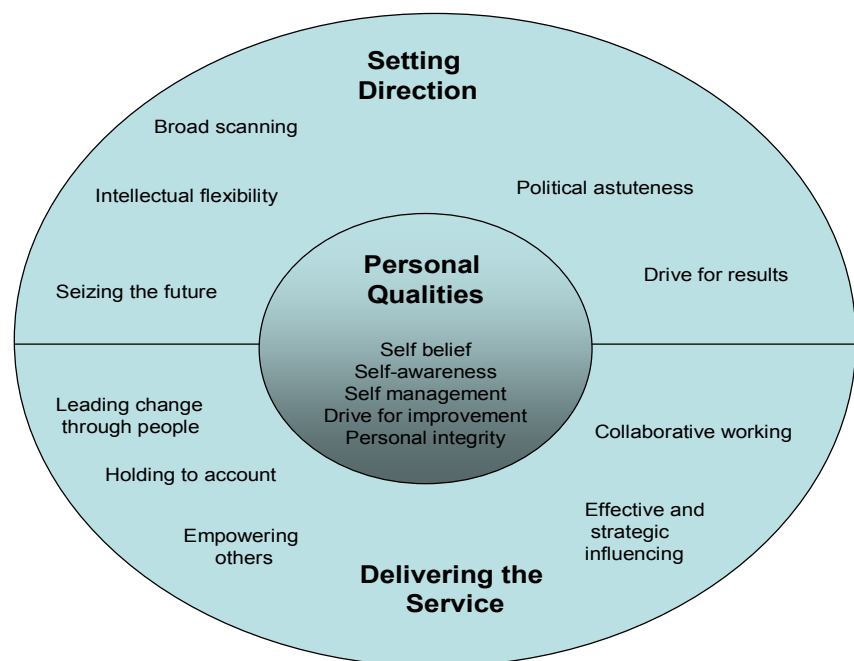 Setting
Direction
Broad scanning
Intellectual flexibility
Political astuteness
Seizing the future
Drive for results
Personal
Qualities
Self belief
Self-awareness
Self management
Drive for improvement
Personal integrity
Leading change
through people
Holding to account
Empowering
others
Collaborative working
Effective and
strategic
influencing
Delivering the
Service